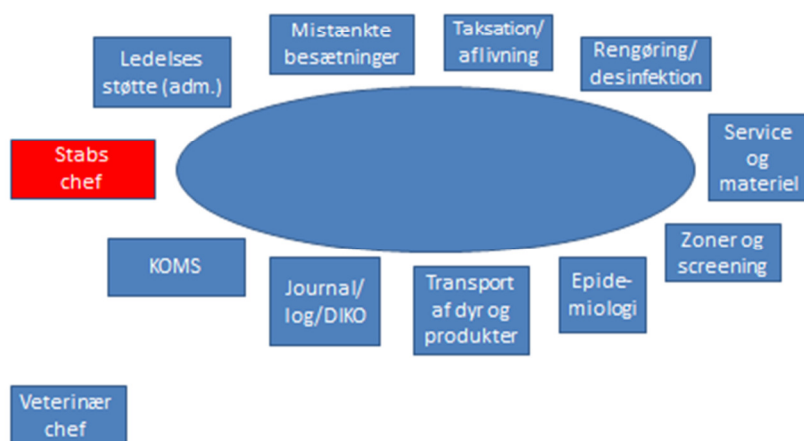 Ledelses
støtte (adm.)
Mistænkte
besætninger
Taksation/
aflivning
Rengøring/
desinfektion
Stabs
chef
Service
og
materiel
KOMS
Journal/
log/DIKO
Transport
af dyr og
produkter
Epide-
miologi
Zoner og
screening
Veterinær
chef